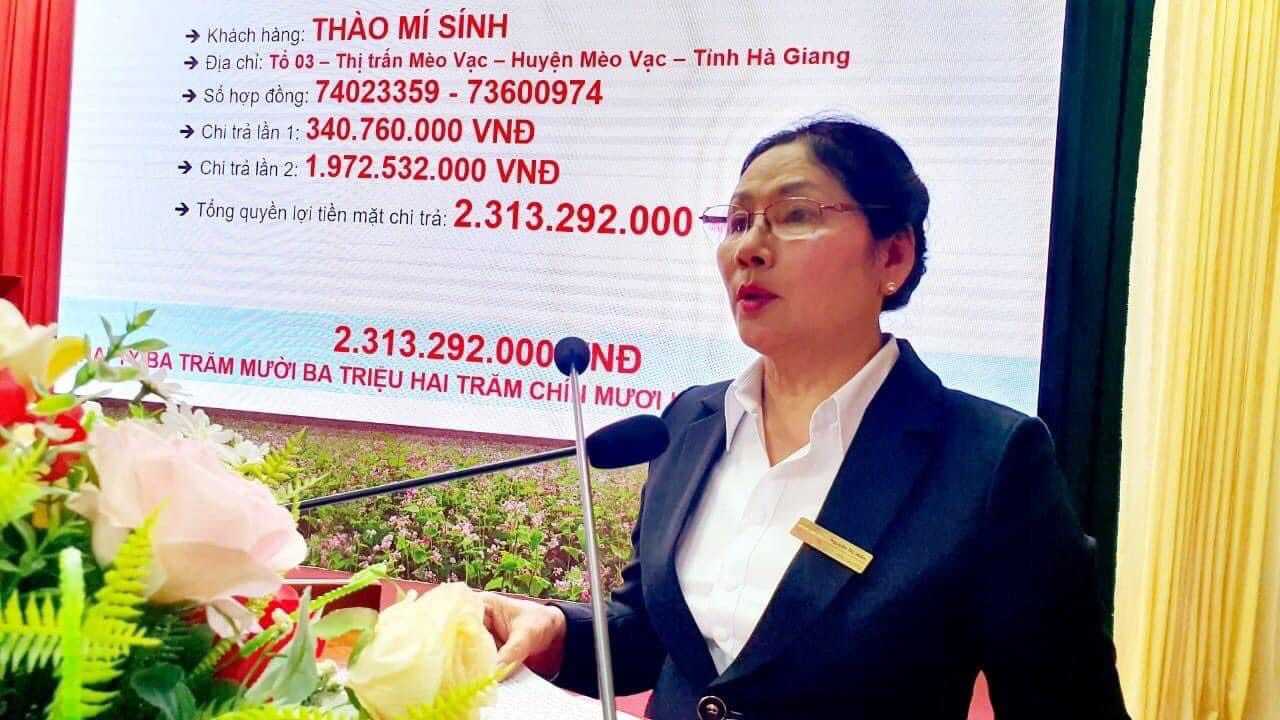 → Khách hàng: THÀO MÍ SÍNH
→ Địa chỉ: Tổ 03 – Thị trấn Mèo Vạc – Huyện Mèo Vạc – Tỉnh Hà Giang
→ Số hợp đồng: 74023359 - 73600974
→ Chi trả lần 1: 340.760.000 VNĐ
→ Chi trả lần 2: 1.972.532.000 VNĐ
→ Tổng quyền lợi tiền mặt chi trả: 2.313.292.000
2.313.292.000 VNĐ
TỶ BA TRĂM MƯỜI BA TRIỆU HAI TRĂM CHÍN MƯƠI